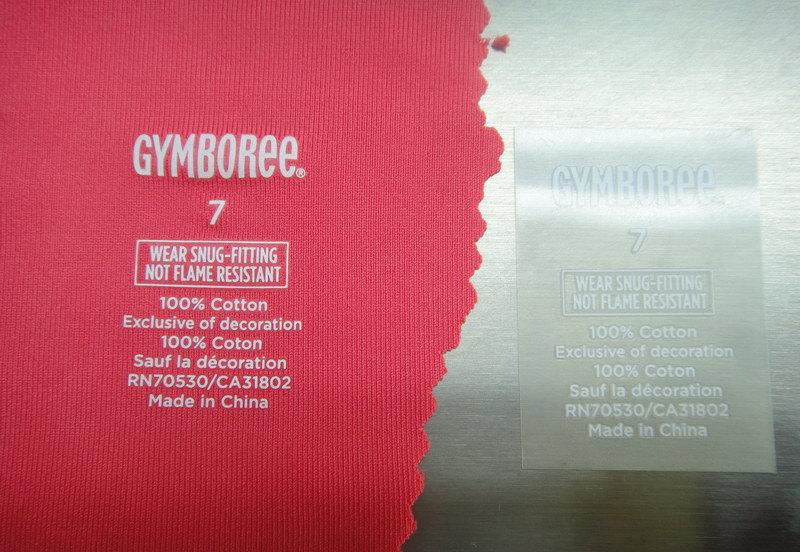 GYMBOREE®
7
WEAR SNUG-FITTING
NOT FLAME RESISTANT
100% Cotton
Exclusive of decoration
100% Coton
Sauf la décoration
RN70530/CA31802
Made in China
GYMBOREE®
7
WEAR SNUG-FITTING
NOT FLAME RESISTANT
100% Cotton
Exclusive of decoration
100% Coton
Sauf la décoration
RN70530/CA31802
Made in China